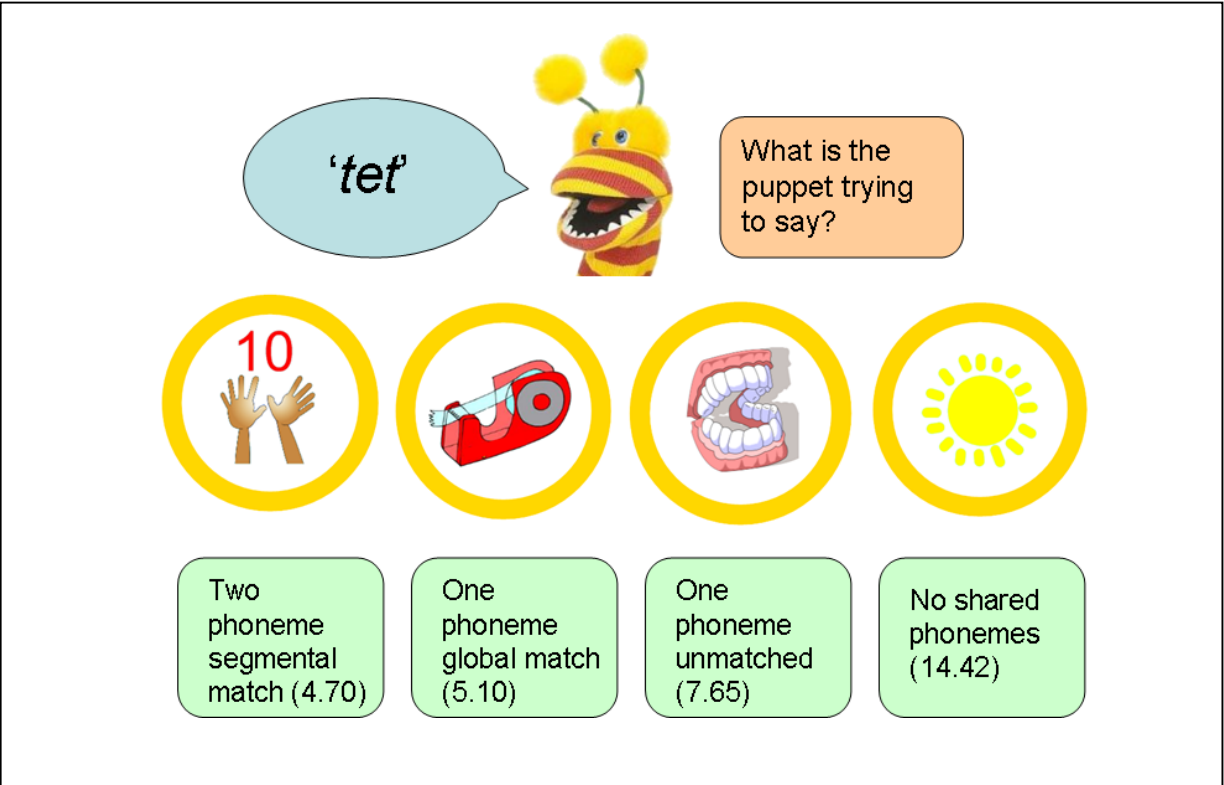 ‘tet’
What is the
puppet trying
to say?
10
Two
phoneme
segmental
match (4.70)
One
phoneme
global match
(5.10)
One
phoneme
unmatched
(7.65)
No shared
phonemes
(14.42)